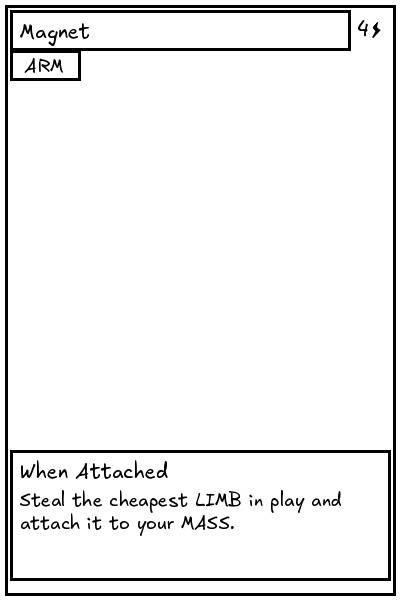 Magnet
4⚡
ARM
When Attached
Steal the cheapest LIMB in play and
attach it to your MASS.